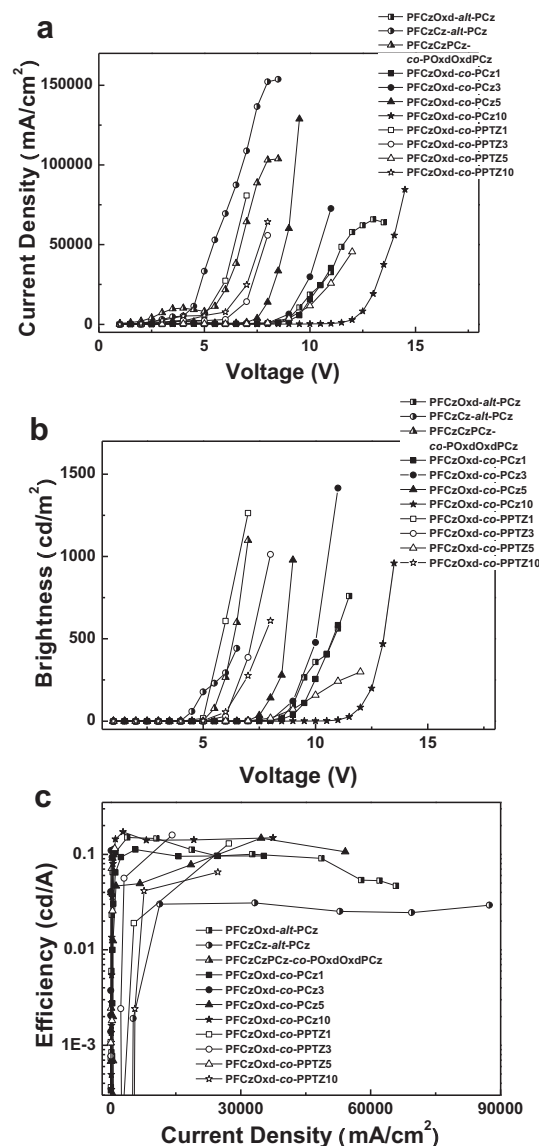 a
PFCzOxd-alt-PCz
PFCzCz-alt-PCz
PFCzCzPCz-
co-POxdOxdPCz
PFCzOxd-co-PCz1
PFCzOxd-co-PCz3
PFCzOxd-co-PCz5
PFCzOxd-co-PCz10
PFCzOxd-co-PPTZ1
PFCzOxd-co-PPTZ3
PFCzOxd-co-PPTZ5
PFCzOxd-co-PPTZ10
Current Density (mA/cm²)
150000
100000
50000
0
0 5 10 15
Voltage (V)
b
PFCzOxd-alt-PCz
PFCzCz-alt-PCz
PFCzCzPCz-
co-POxdOxdPCz
PFCzOxd-co-PCz1
PFCzOxd-co-PCz3
PFCzOxd-co-PCz5
PFCzOxd-co-PCz10
PFCzOxd-co-PPTZ1
PFCzOxd-co-PPTZ3
PFCzOxd-co-PPTZ5
PFCzOxd-co-PPTZ10
Brightness (cd/m²)
1500
1000
500
0
0 5 10 15
Voltage (V)
c
Efficiency (cd/A)
0.1
0.01
1E-3
PFCzOxd-alt-PCz
PFCzCz-alt-PCz
PFCzCzPCz-co-POxdOxdPCz
PFCzOxd-co-PCz1
PFCzOxd-co-PCz3
PFCzOxd-co-PCz5
PFCzOxd-co-PCz10
PFCzOxd-co-PPTZ1
PFCzOxd-co-PPTZ3
PFCzOxd-co-PPTZ5
PFCzOxd-co-PPTZ10
0 30000 60000 90000
Current Density (mA/cm²)